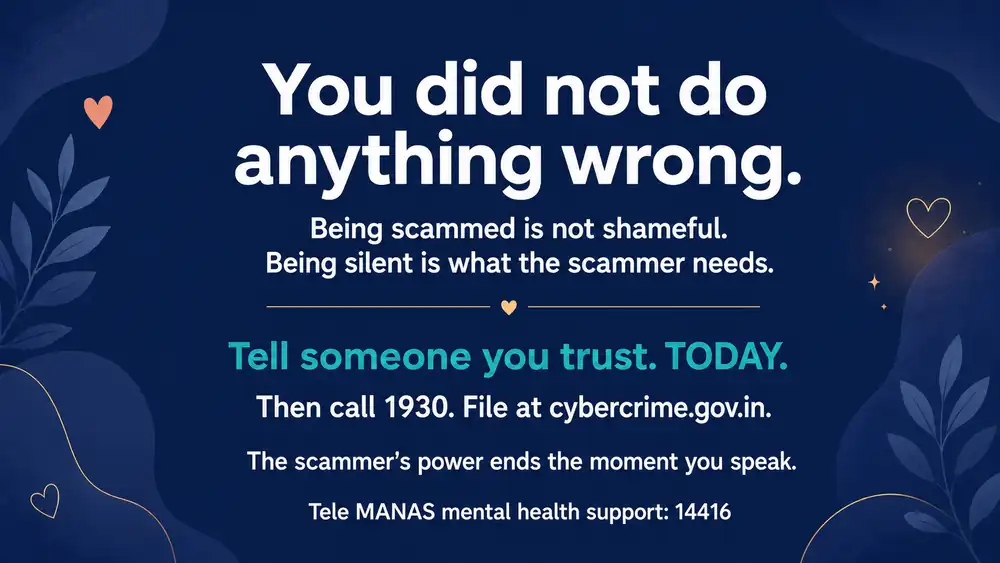 You did not do
anything wrong.
Being scammed is not shameful.
Being silent is what the scammer needs.
Tell someone you trust. TODAY.
Then call 1930. File at cybercrime.gov.in.
The scammer’s power ends the moment you speak.
Tele MANAS mental health support: 14416